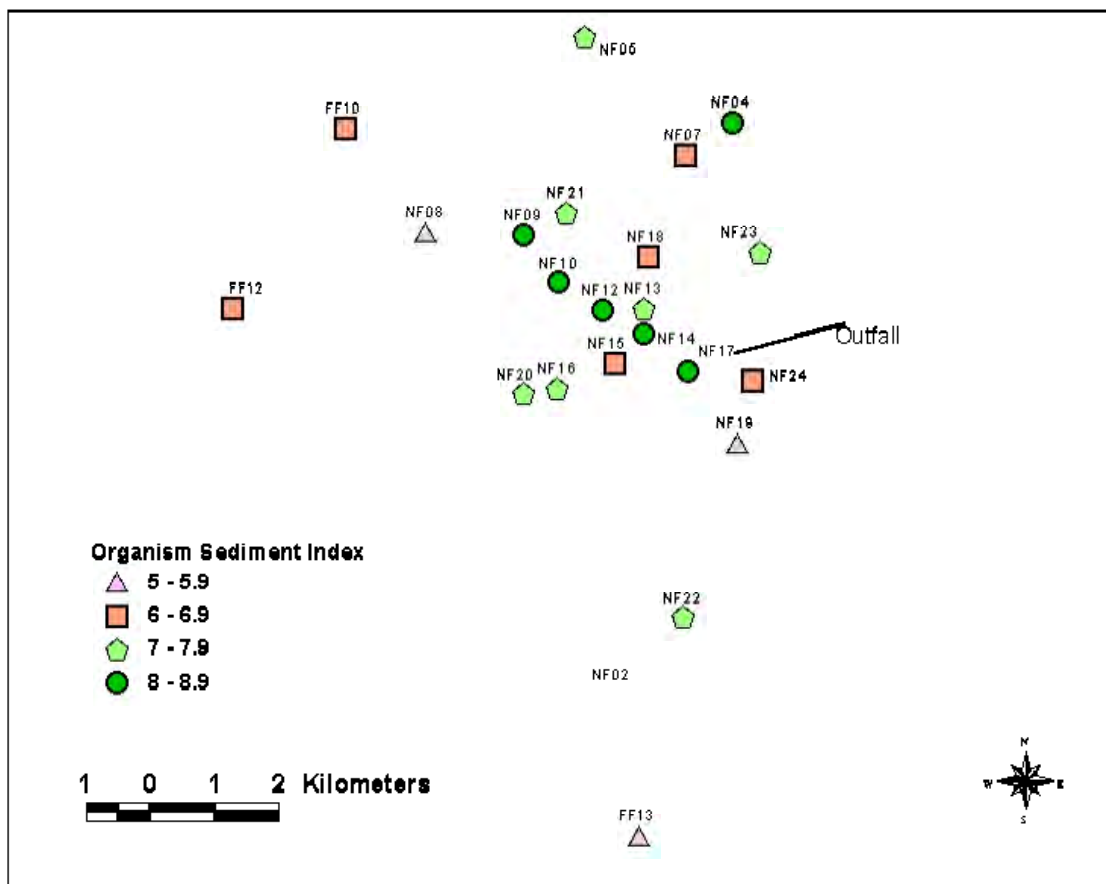 NF05
FF10
NF04
NF07
NF21
NF08
NF09
NF18
NF23
NF10
FF12
NF12
NF13
Outfall
NF14
NF17
NF15
NF20
NF16
NF24
NF19
Organism Sediment Index
5 - 5.9
6 - 6.9
7 - 7.9
8 - 8.9
NF22
NF02
1 0 1 2 Kilometers
N
W E
S
FF13